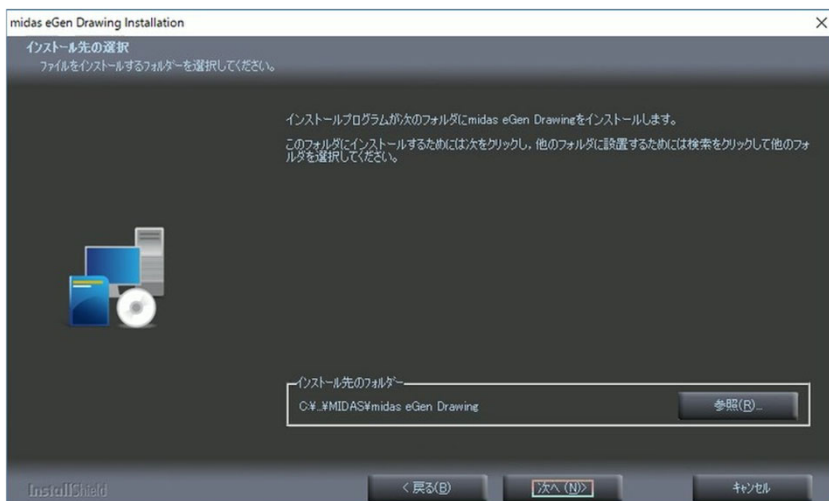 midas eGen Drawing Installation
インストール先の選択
ファイルをインストールするフォルダーを選択してください。
インストールプログラムが次のフォルダにmidas eGen Drawingをインストールします。
このフォルダにインストールするためには次をクリックし，他のフォルダに設置するためには検索をクリックして他のフォ
ルダを選択してください。
インストール先のフォルダー
C:¥...¥MIDAS¥midas eGen Drawing
参照(R)...
InstallShield
< 戻る(B)
次へ (N)>
キャンセル